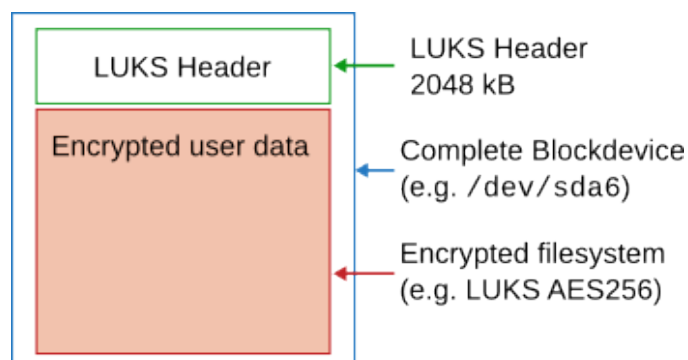 LUKS Header
LUKS Header
2048 kB
Encrypted user data
Complete Blockdevice
(e.g. /dev/sda6)
Encrypted filesystem
(e.g. LUKS AES256)